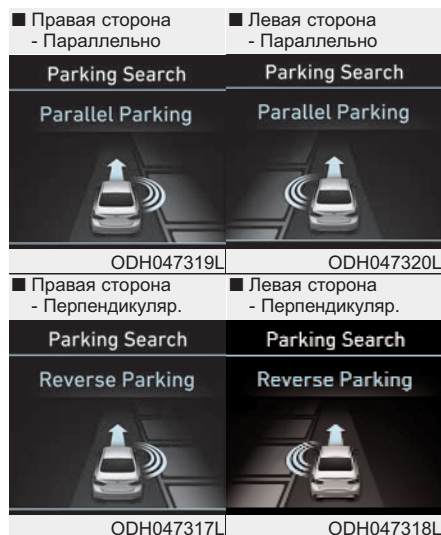 ■ Правая сторона
- Параллельно
Parking Search
Parallel Parking
ODH047319L
■ Левая сторона
- Параллельно
Parking Search
Parallel Parking
ODH047320L
■ Правая сторона
- Перпендикуляр.
Parking Search
Reverse Parking
ODH047317L
■ Левая сторона
- Перпендикуляр.
Parking Search
Reverse Parking
ODH047318L